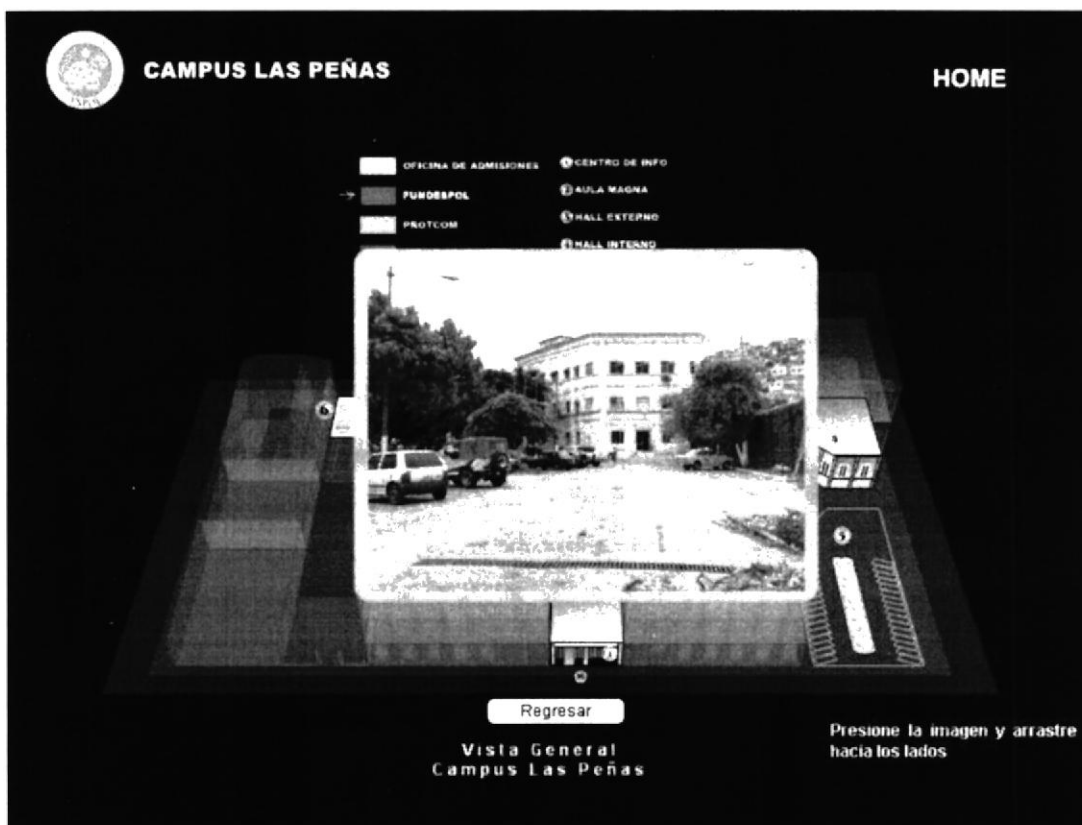 CAMPUS LAS PEÑAS
HOME
OFICINA DE ADMISIONES
FUNDESPOL
PROTCOM
CENTRO DE INFO
AULA MAGNA
HALL EXTERNO
HALL INTERNO
6
Regresar
Vista General
Campus Las Peñas
Presione la imagen y arrastre
hacia los lados